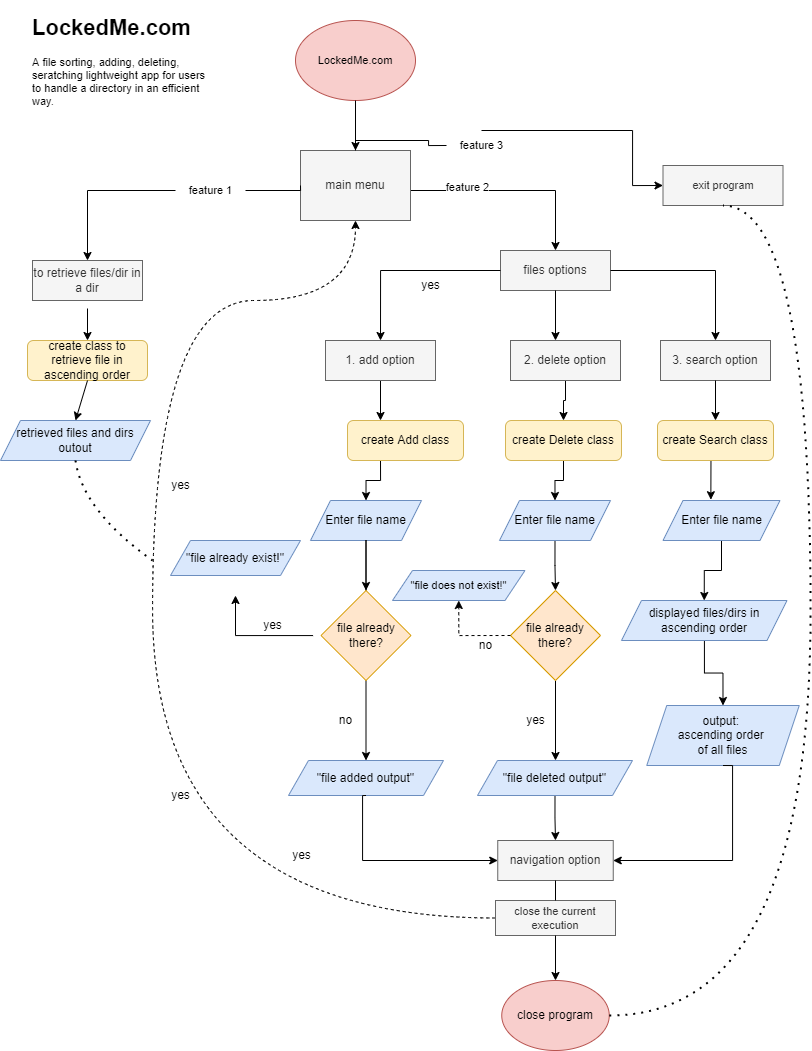 LockedMe.com
A file sorting, adding, deleting,
seratching lightweight app for users
to handle a directory in an efficient
way.
LockedMe.com
feature 3
main menu
exit program
feature 1
feature 2
to retrieve files/dir in
a dir
files options
yes
create class to
retrieve file in
ascending order
1. add option
2. delete option
3. search option
retrieved files and dirs
outout
create Add class
create Delete class
create Search class
yes
Enter file name
Enter file name
Enter file name
"file already exist!"
"file does not exist!"
displayed files/dirs in
ascending order
yes
file already
there?
no
file already
there?
no
yes
output:
ascending order
of all files
"file added output"
"file deleted output"
yes
yes
navigation option
close the current
execution
close program